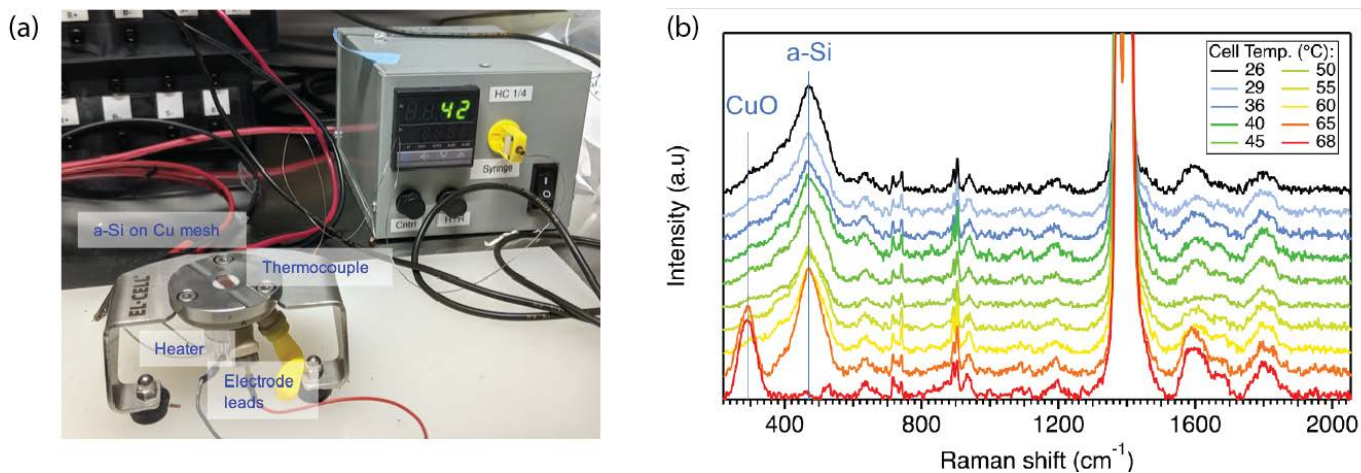 (a)
42
HC 1/4
Syringe
Cntrl
a-Si on Cu mesh
Thermocouple
EL-CELL
Heater
Electrode
leads
(b)
a-Si
CuO
Cell Temp. (°C):
26 50
29 55
36 60
40 65
45 68
Intensity (a.u)
400 800 1200 1600 2000
Raman shift (cm⁻¹)